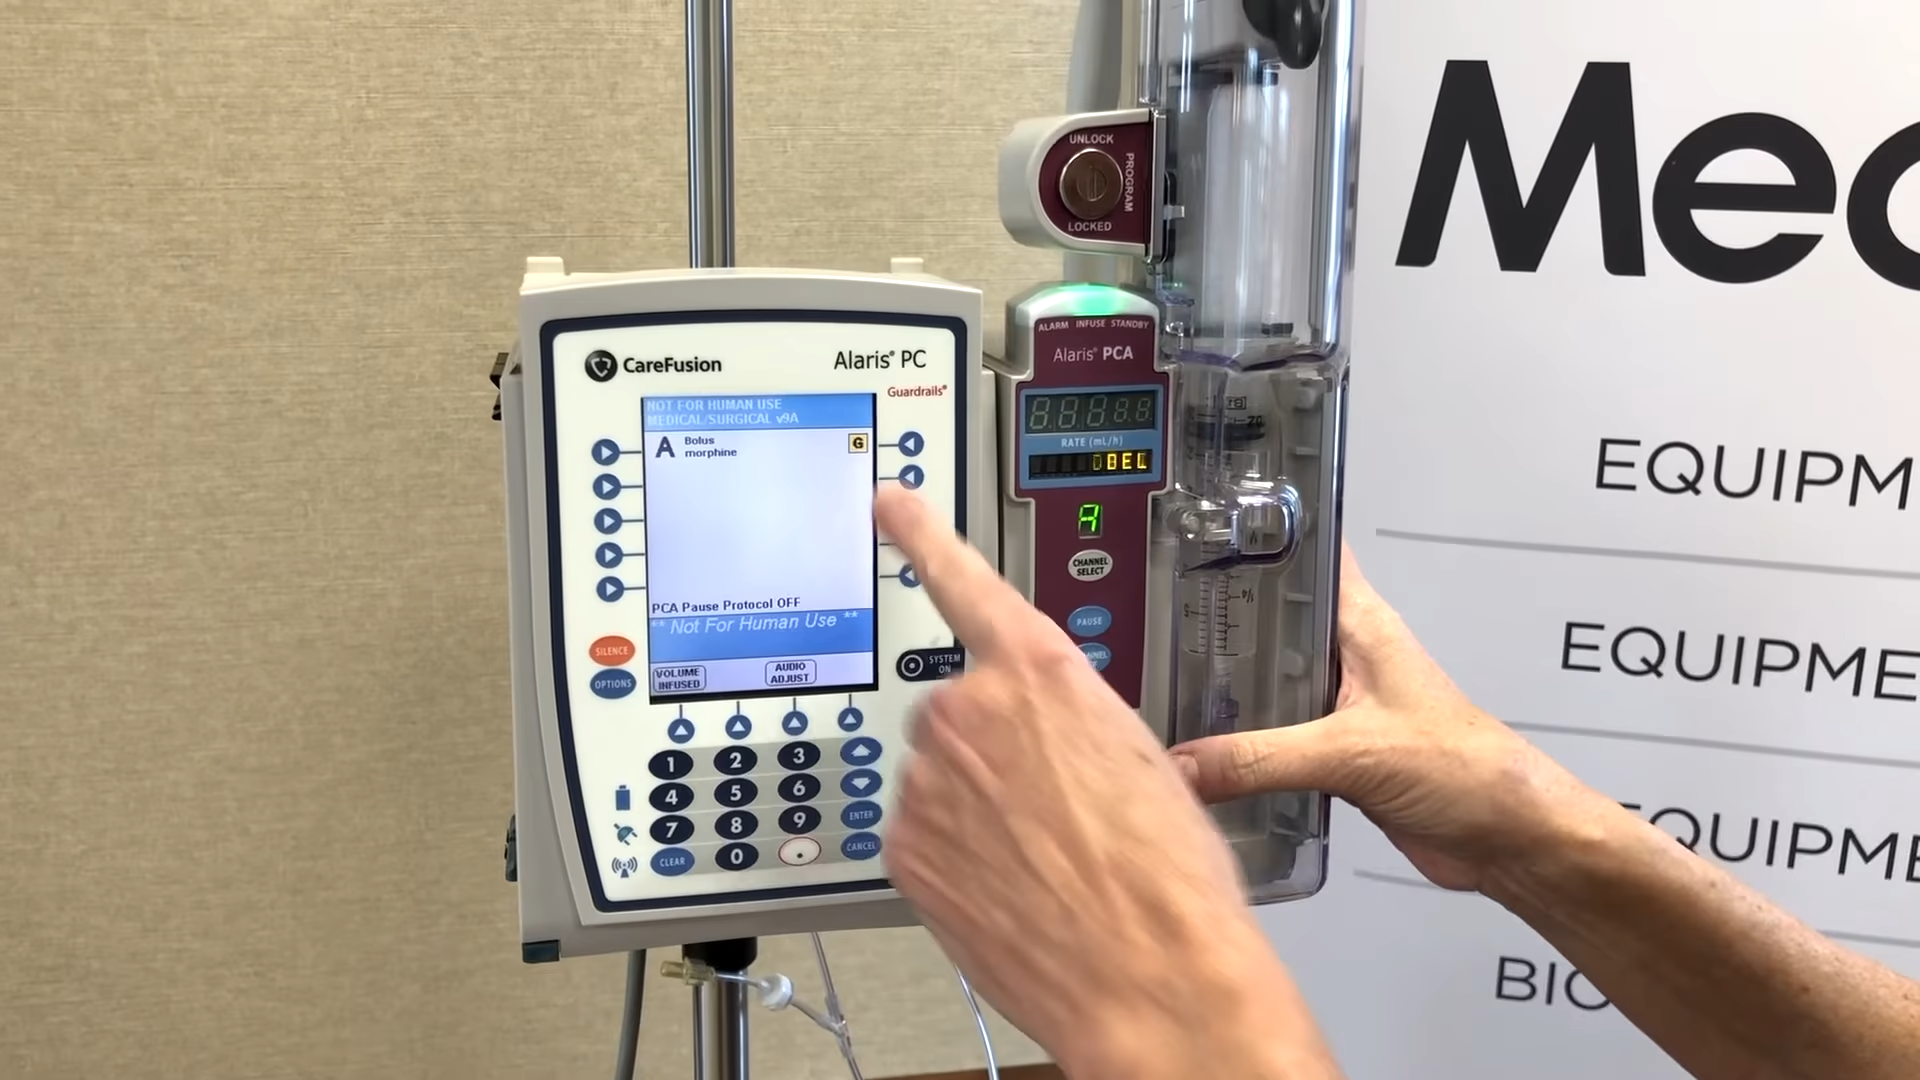 UNLOCK
PROGRAM
LOCKED
ALARM INFUSE STANDBY
Alaris® PCA
88888
RATE (mL/h)
A
CHANNEL
SELECT
PAUSE
CareFusion
Alaris® PC
Guardrails®
NOT FOR HUMAN USE
MEDICAL/SURGICAL v9A
A Bolus
morphine
G
PCA Pause Protocol OFF
** Not For Human Use **
VOLUME
INFUSED
AUDIO
ADJUST
SILENCE
OPTIONS
SYSTEM
ON
1 2 3
4 5 6
7 8 9
ENTER
CLEAR 0 .
CANCEL
Med
EQUIPM
EQUIPME
EQUIPME
BIO